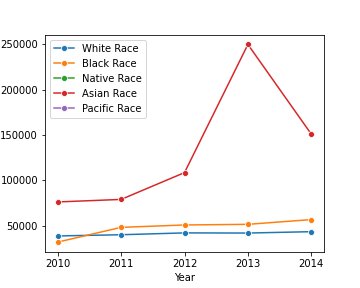 250000
200000
150000
100000
50000
White Race
Black Race
Native Race
Asian Race
Pacific Race
2010 2011 2012 2013 2014
Year